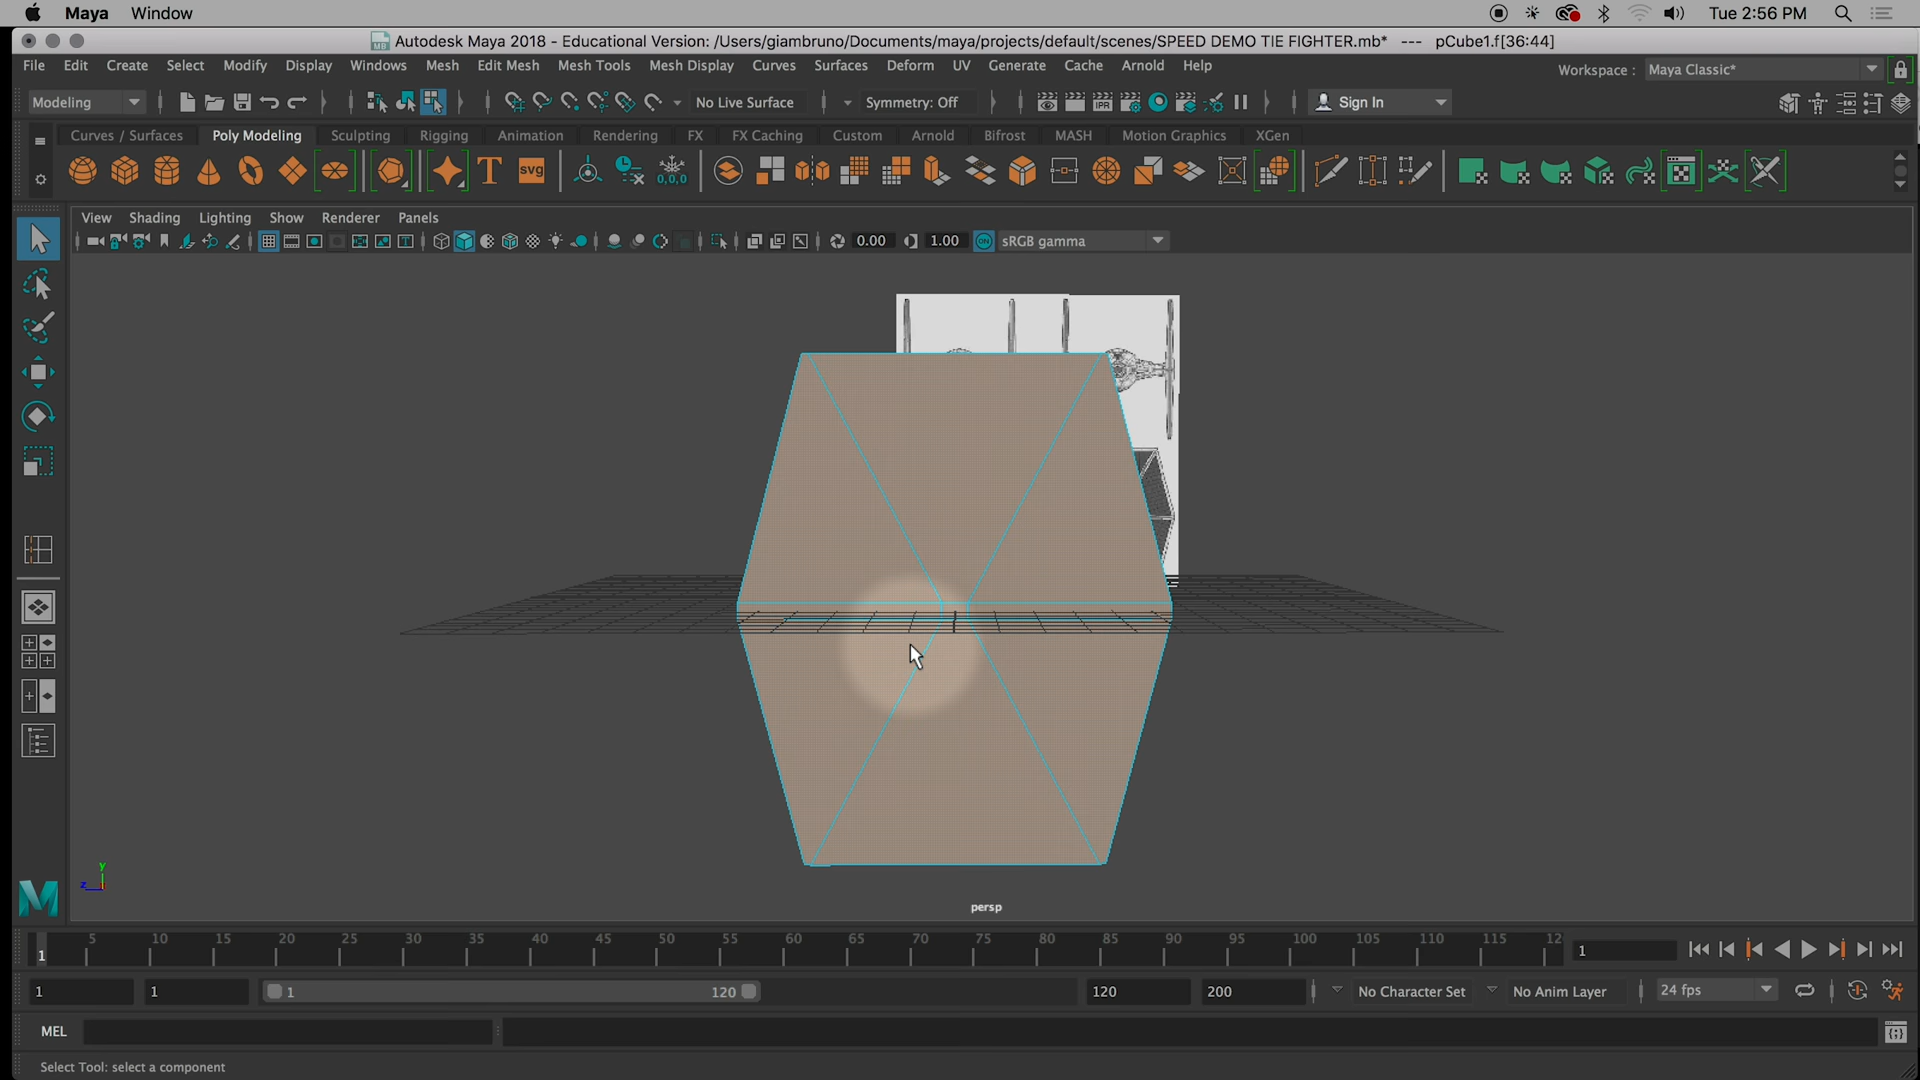 Maya Window Tue 2:56 PM
Autodesk Maya 2018 - Educational Version: /Users/giambruno/Documents/maya/projects/default/scenes/SPEED DEMO TIE FIGHTER.mb* --- pCube1.f[36:44]
File Edit Create Select Modify Display Windows Mesh Edit Mesh Mesh Tools Mesh Display Curves Surfaces Deform UV Generate Cache Arnold Help Workspace : Maya Classic*
Modeling No Live Surface Symmetry: Off IPR Sign In
Curves / Surfaces Poly Modeling Sculpting Rigging Animation Rendering FX FX Caching Custom Arnold Bifrost MASH Motion Graphics XGen
T svg 0,0,0
View Shading Lighting Show Renderer Panels
0.00 1.00 ON sRGB gamma
y
z
persp
M
5 10 15 20 25 30 35 40 45 50 55 60 65 70 75 80 85 90 95 100 105 110 115 12
1 1
1 1 1 120 120 200 No Character Set No Anim Layer 24 fps
MEL
Select Tool: select a component